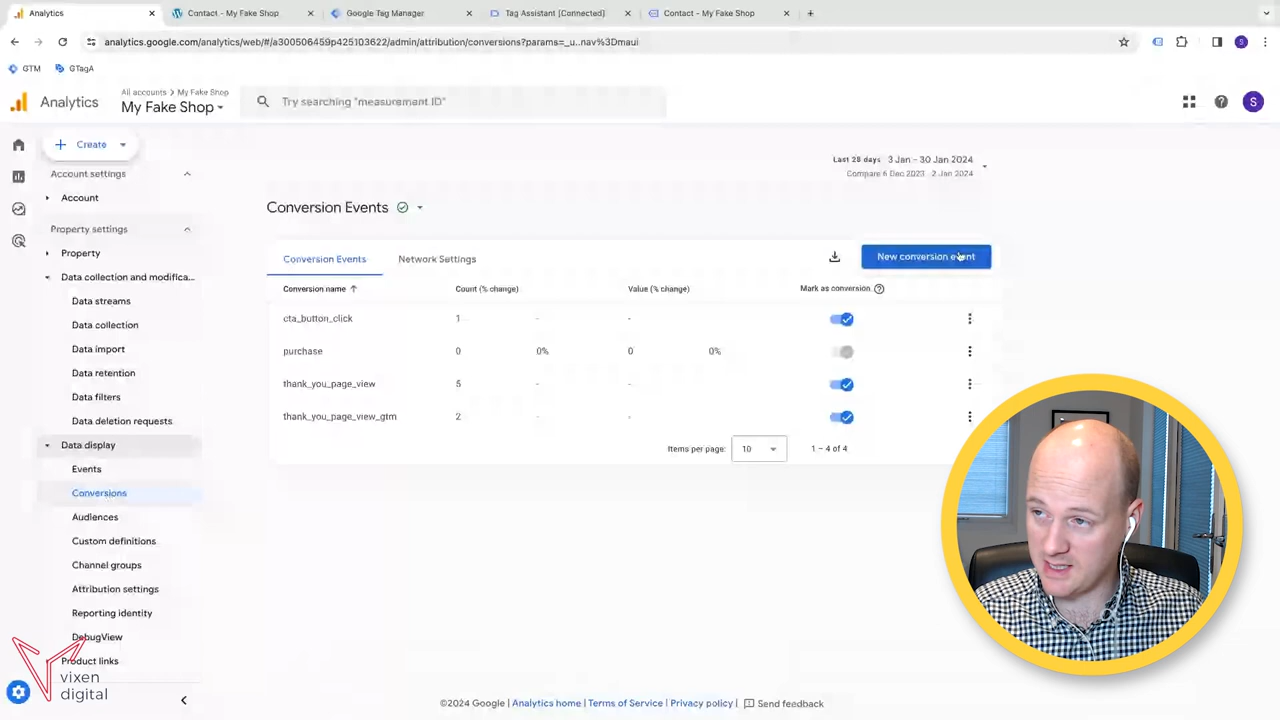 Analytics
Contact - My Fake Shop
Google Tag Manager
Tag Assistant [Connected]
Contact - My Fake Shop
analytics.google.com/analytics/web/#/a300506459p425103622/admin/attribution/conversions?params=_u..nav%3Dmaui
GTM
GTagA
Analytics
All accounts > My Fake Shop
My Fake Shop
Try searching "measurement ID"
S
Create
Account settings
Account
Property settings
Property
Data collection and modifica...
Data streams
Data collection
Data import
Data retention
Data filters
Data deletion requests
Data display
Events
Conversions
Audiences
Custom definitions
Channel groups
Attribution settings
Reporting identity
DebugView
Product links
vixen
digital
Last 28 days 3 Jan - 30 Jan 2024
Compare 6 Dec 2023 - 2 Jan 2024
Conversion Events
Conversion Events Network Settings
New conversion event
Conversion name Count (% change) Value (% change) Mark as conversion
cta_button_click 1 - -
purchase 0 0% 0 0%
thank_you_page_view 5 - -
thank_you_page_view_gtm 2 - -
Items per page: 10 1 – 4 of 4
©2024 Google | Analytics home | Terms of Service | Privacy policy | Send feedback